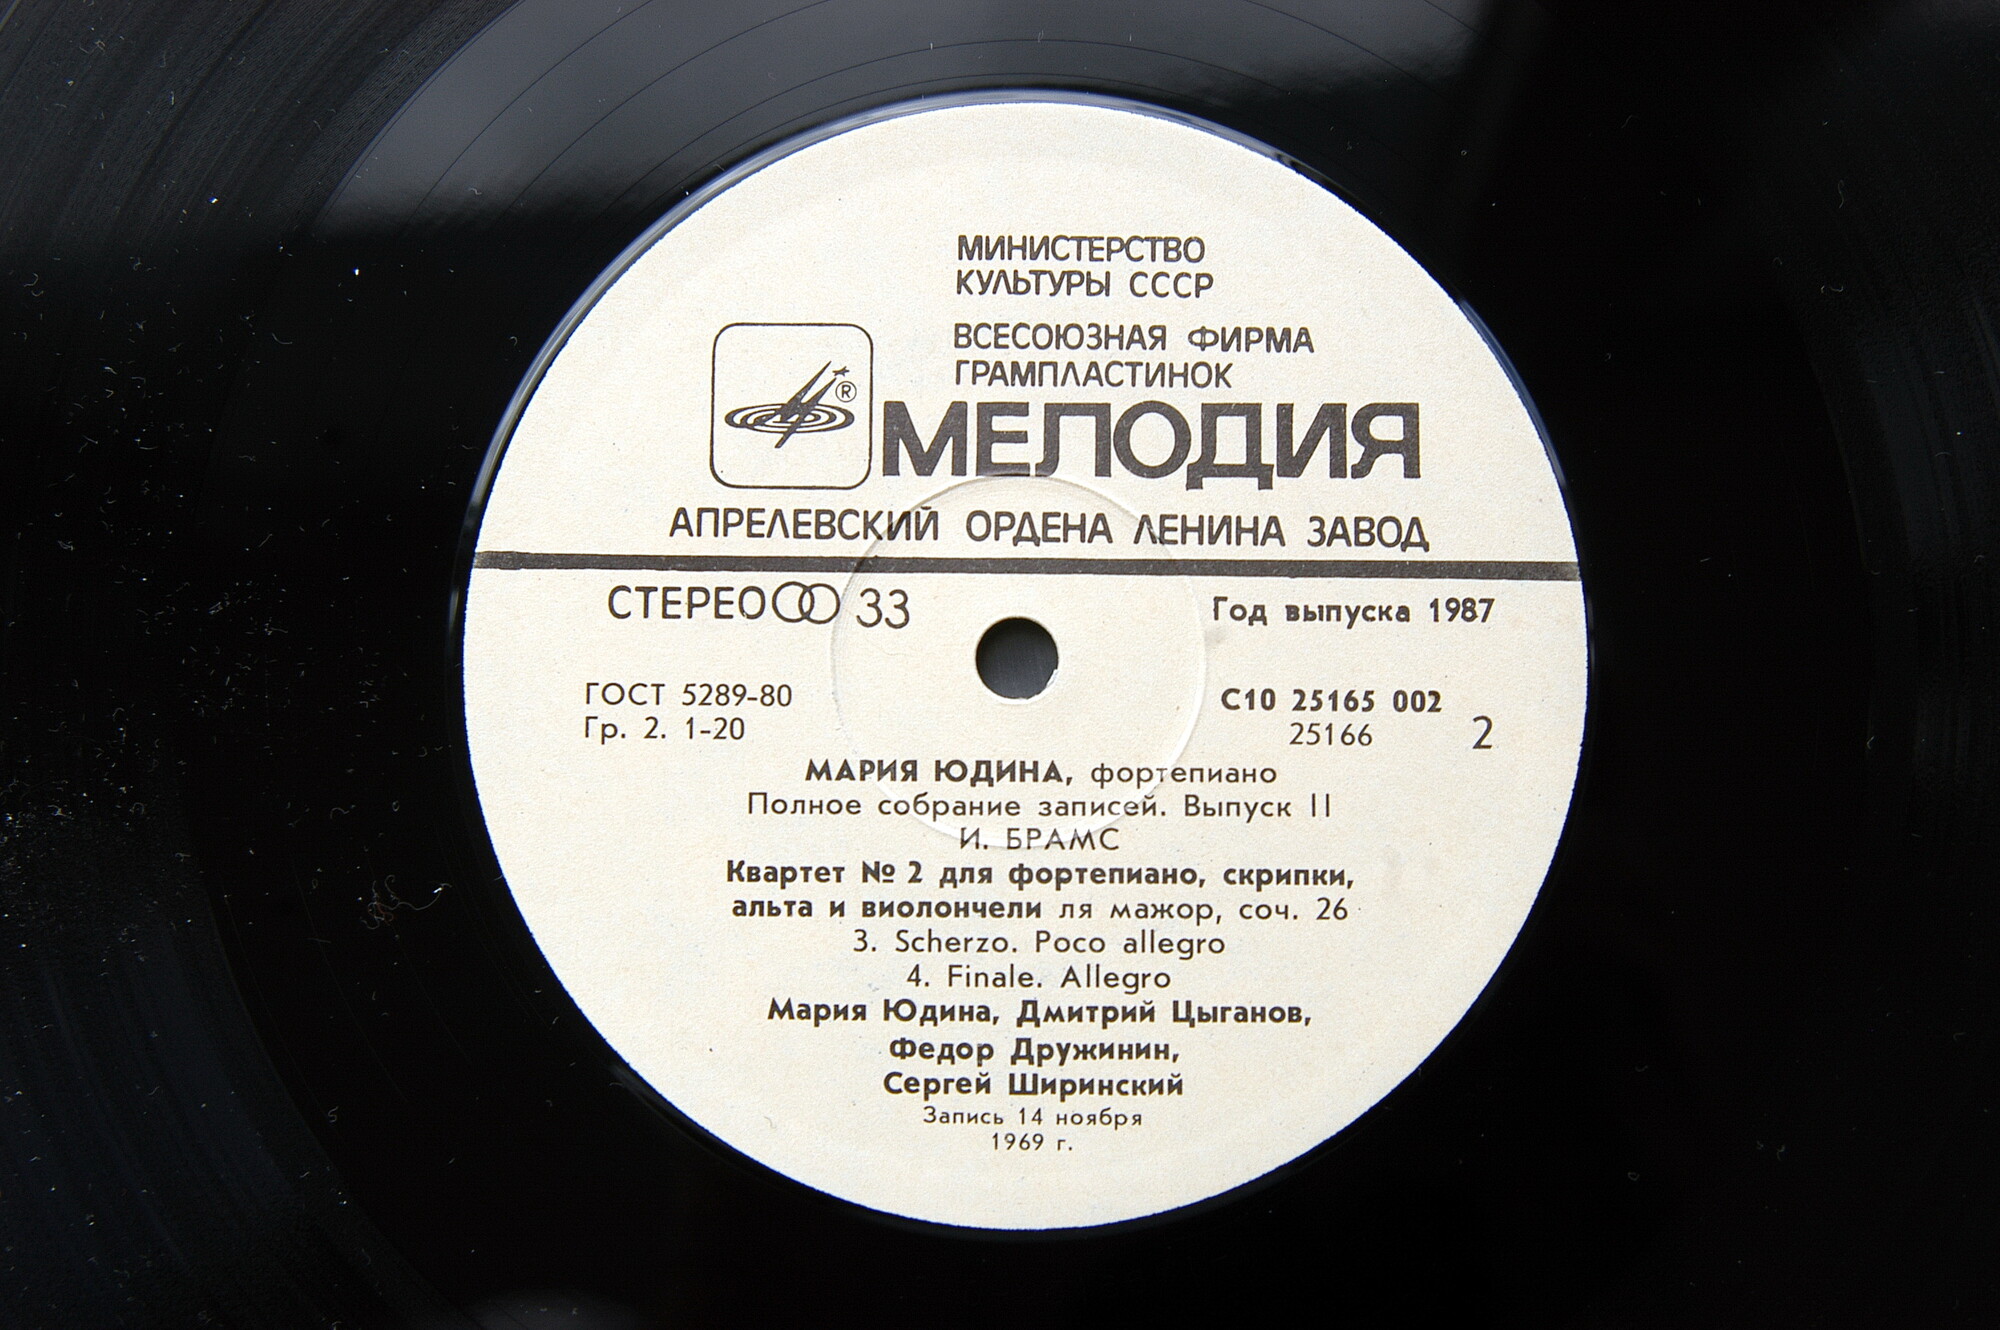 МИНИСТЕРСТВО
КУЛЬТУРЫ СССР
ВСЕСОЮЗНАЯ ФИРМА
ГРАМПЛАСТИНОК
®
МЕЛОДИЯ
АПРЕЛЕВСКИЙ ОРДЕНА ЛЕНИНА ЗАВОД
СТЕРЕО 33
Год выпуска 1987
ГОСТ 5289-80
Гр. 2. 1-20
С10 25165 002
25166
2
МАРИЯ ЮДИНА, фортепиано
Полное собрание записей. Выпуск II
И. БРАМС
Квартет № 2 для фортепиано, скрипки,
альта и виолончели ля мажор, соч. 26
3. Scherzo. Poco allegro
4. Finale. Allegro
Мария Юдина, Дмитрий Цыганов,
Федор Дружинин,
Сергей Ширинский
Запись 14 ноября
1969 г.